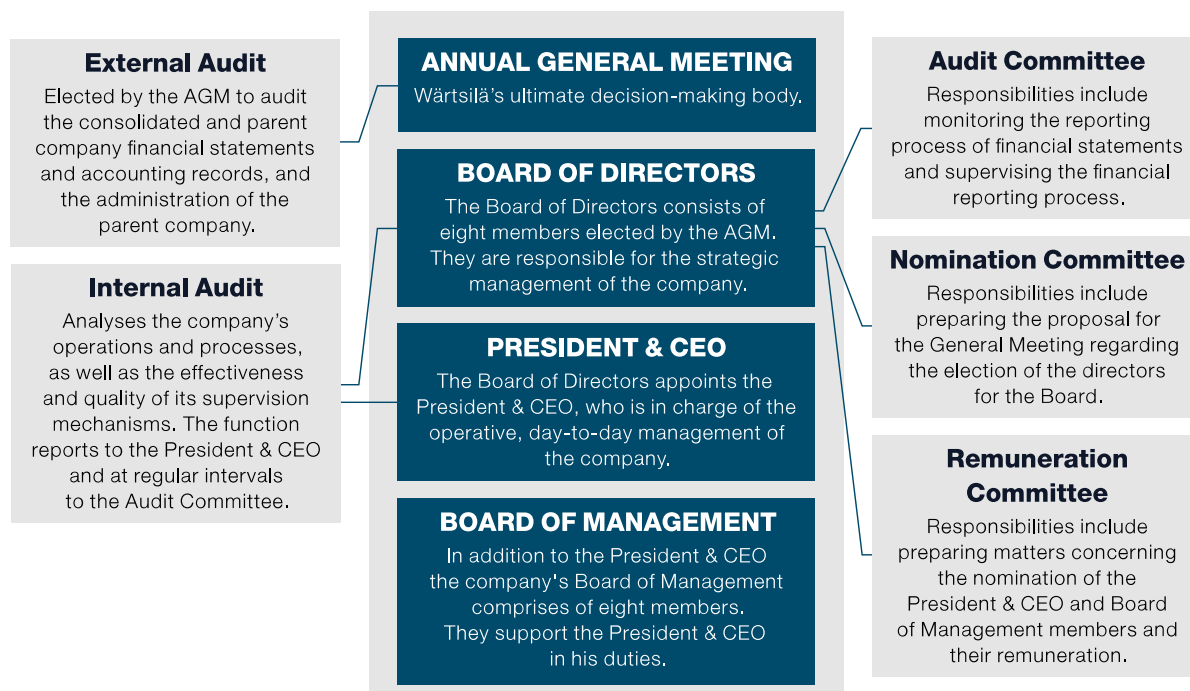 External Audit
Elected by the AGM to audit
the consolidated and parent
company financial statements
and accounting records, and
the administration of the
parent company.
Internal Audit
Analyses the company's
operations and processes,
as well as the effectiveness
and quality of its supervision
mechanisms. The function
reports to the President & CEO
and at regular intervals
to the Audit Committee.
ANNUAL GENERAL MEETING
Wärtsilä's ultimate decision-making body.
BOARD OF DIRECTORS
The Board of Directors consists of
eight members elected by the AGM.
They are responsible for the strategic
management of the company.
PRESIDENT & CEO
The Board of Directors appoints the
President & CEO, who is in charge of the
operative, day-to-day management of
the company.
BOARD OF MANAGEMENT
In addition to the President & CEO
the company's Board of Management
comprises of eight members.
They support the President & CEO
in his duties.
Audit Committee
Responsibilities include
monitoring the reporting
process of financial statements
and supervising the financial
reporting process.
Nomination Committee
Responsibilities include
preparing the proposal for
the General Meeting regarding
the election of the directors
for the Board.
Remuneration
Committee
Responsibilities include
preparing matters concerning
the nomination of the
President & CEO and Board
of Management members and
their remuneration.